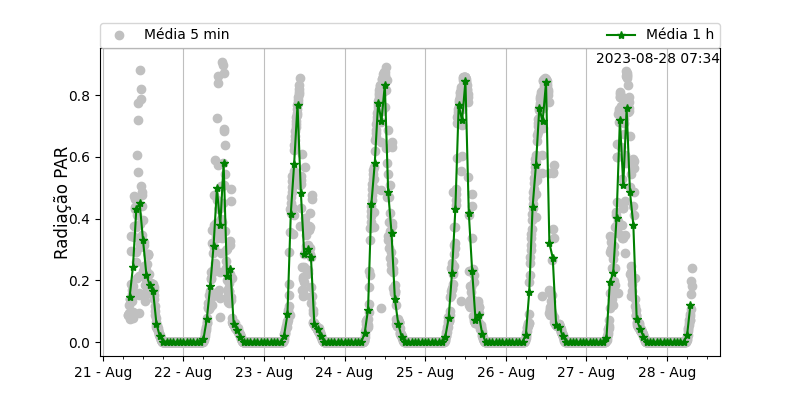 Média 5 min
Média 1 h
2023-08-28 07:34
Radiação PAR
0.8
0.6
0.4
0.2
0.0
21 - Aug
22 - Aug
23 - Aug
24 - Aug
25 - Aug
26 - Aug
27 - Aug
28 - Aug